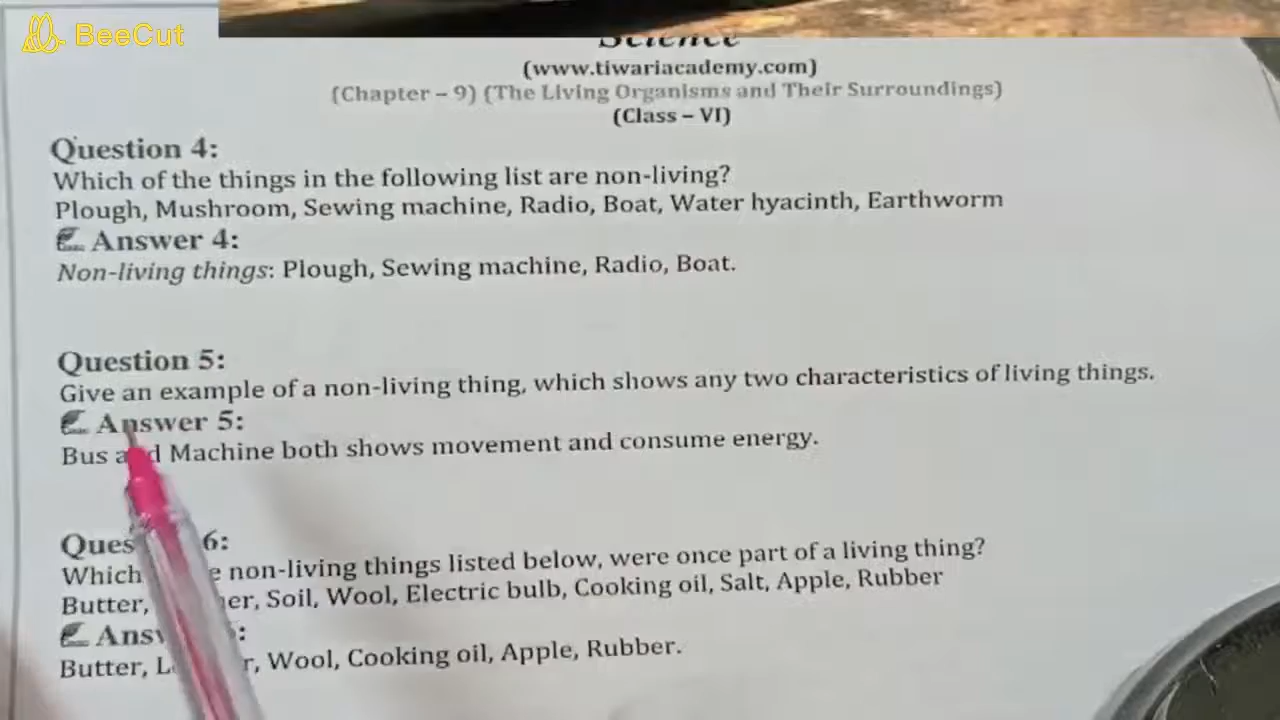 BeeCut
Science
(www.tiwariacademy.com)
(Chapter – 9) (The Living Organisms and Their Surroundings)
(Class – VI)
Question 4:
Which of the things in the following list are non-living?
Plough, Mushroom, Sewing machine, Radio, Boat, Water hyacinth, Earthworm
Answer 4:
Non-living things: Plough, Sewing machine, Radio, Boat.
Question 5:
Give an example of a non-living thing, which shows any two characteristics of living things.
Answer 5:
Bus and Machine both shows movement and consume energy.
6:
Which non-living things listed below, were once part of a living thing?
Butter, Soil, Wool, Electric bulb, Cooking oil, Salt, Apple, Rubber
Butter, Wool, Cooking oil, Apple, Rubber.